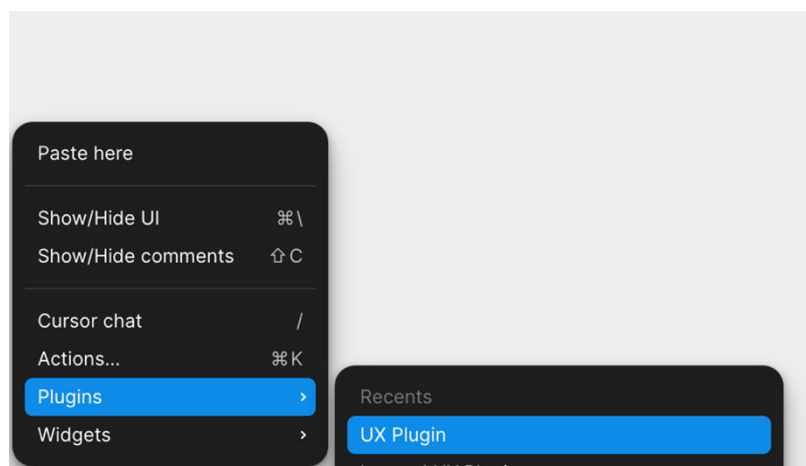 Paste here
Show/Hide UI ⌘\
Show/Hide comments ⇧C
Cursor chat /
Actions... ⌘K
Plugins
Widgets
Recents
UX Plugin